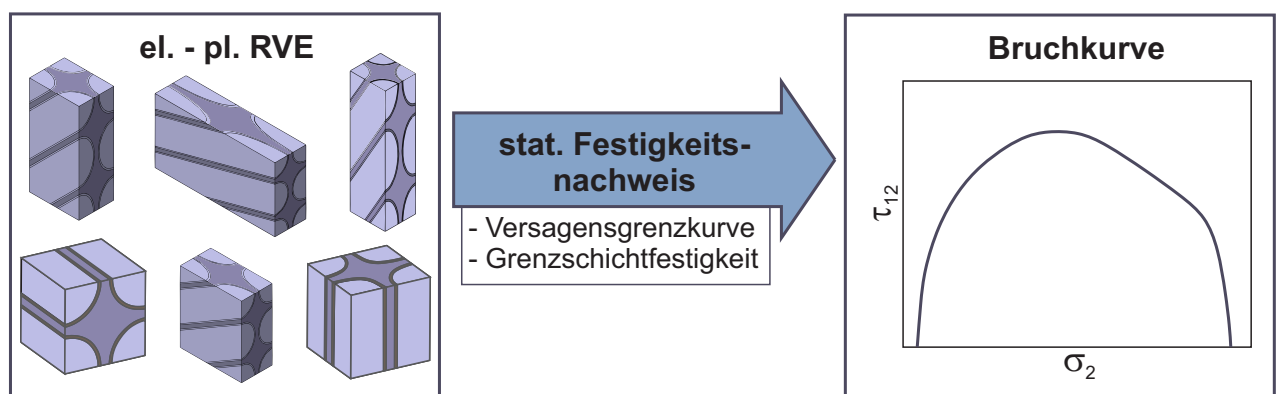 el. - pl. RVE
stat. Festigkeits-
nachweis
- Versagensgrenzkurve
- Grenzschichtfestigkeit
Bruchkurve
τ₁₂
σ₂